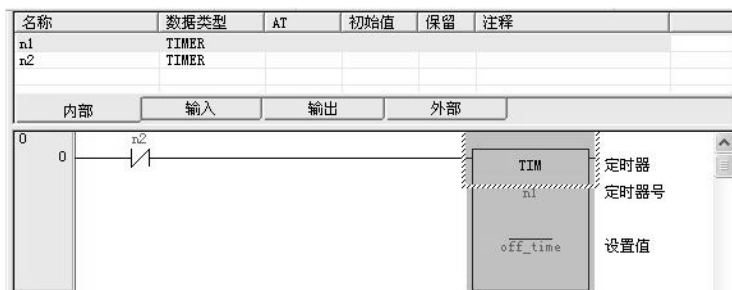 名称 数据类型 AT 初始值 保留 注释
n1 TIMER
n2 TIMER
内部 输入 输出 外部
0 n2
0 TIM 定时器
n1 定时器号
off_time 设置值